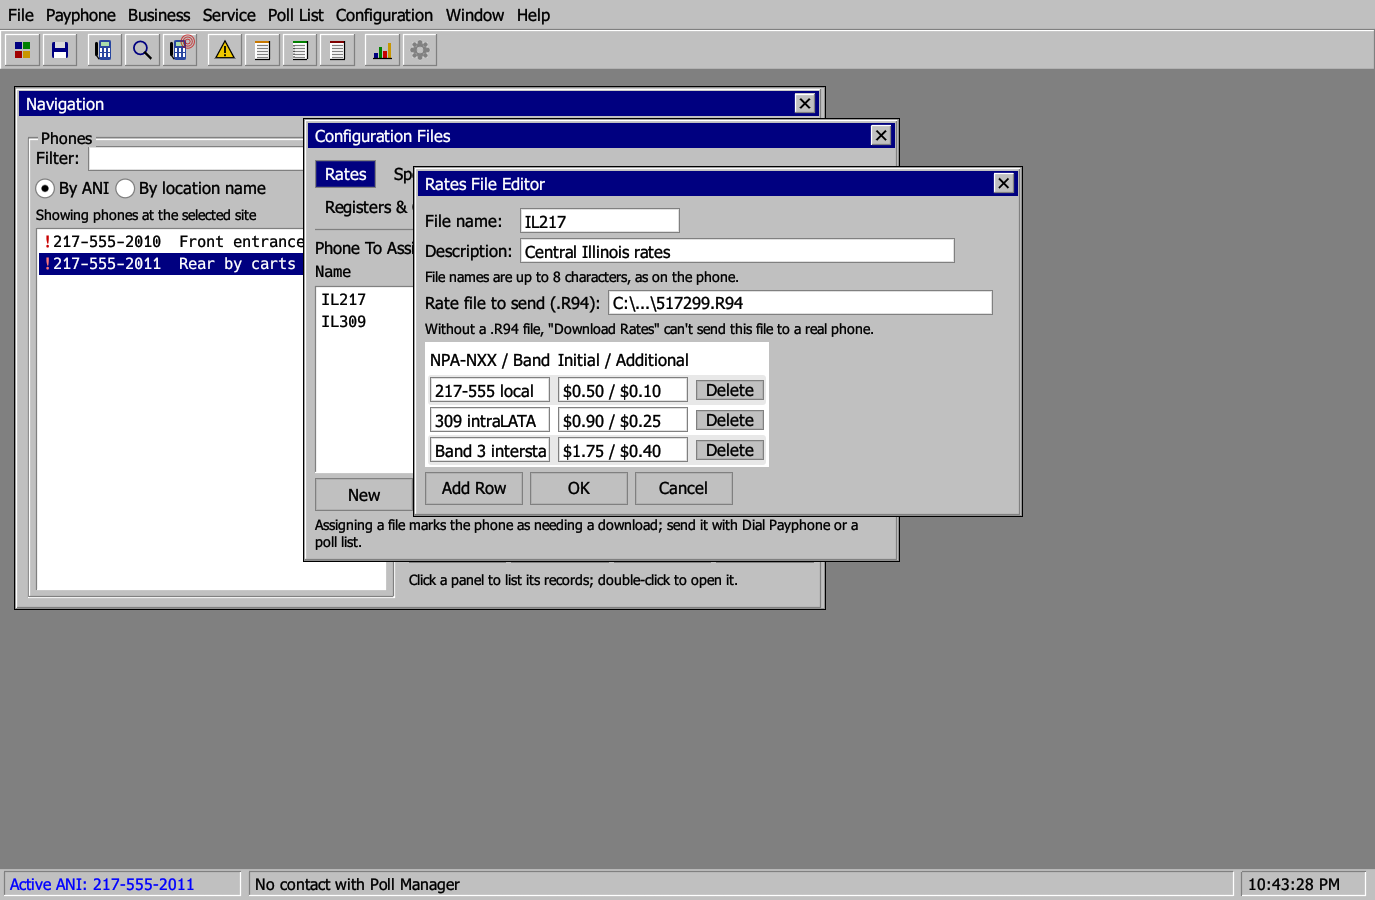 File Payphone Business Service Poll List Configuration Window Help
Navigation
Phones
Filter:
By ANI By location name
Showing phones at the selected site
!217-555-2010 Front entrance
!217-555-2011 Rear by carts
Click a panel to list its records; double-click to open it.
Configuration Files
Rates
Registers &
Phone To Assi
Name
IL217
IL309
New
Assigning a file marks the phone as needing a download; send it with Dial Payphone or a
poll list.
Rates File Editor
File name: IL217
Description: Central Illinois rates
File names are up to 8 characters, as on the phone.
Rate file to send (.R94): C:\...\517299.R94
Without a .R94 file, "Download Rates" can't send this file to a real phone.
NPA-NXX / Band Initial / Additional
217-555 local $0.50 / $0.10 Delete
309 intraLATA $0.90 / $0.25 Delete
Band 3 intersta $1.75 / $0.40 Delete
Add Row OK Cancel
Active ANI: 217-555-2011 No contact with Poll Manager 10:43:28 PM